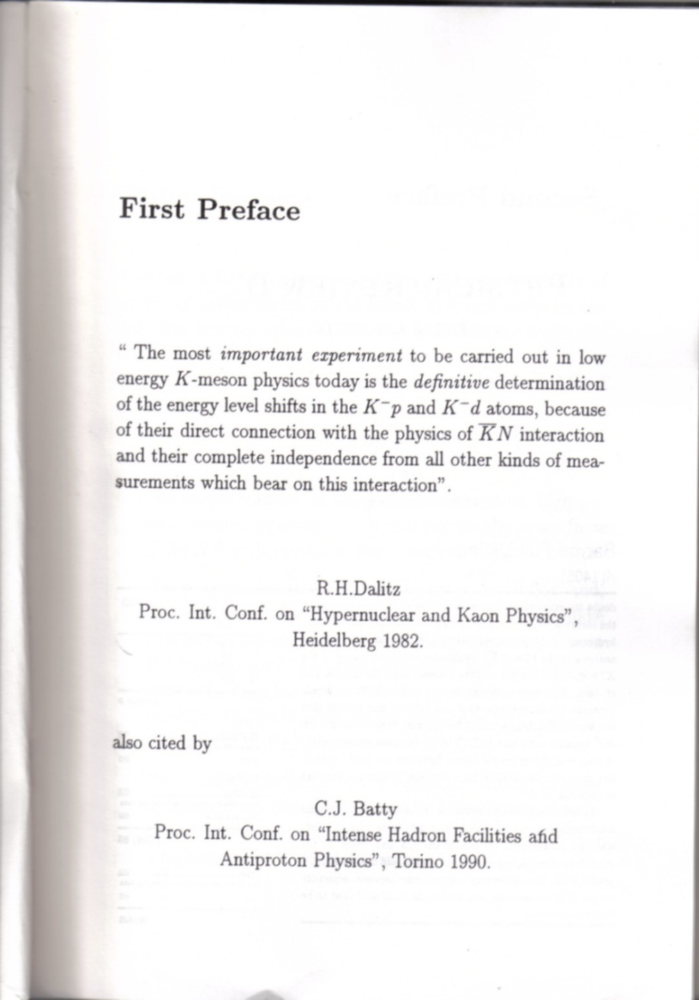 First Preface
“ The most important experiment to be carried out in low
energy K-meson physics today is the definitive determination
of the energy level shifts in the K⁻p and K⁻d atoms, because
of their direct connection with the physics of K̅N interaction
and their complete independence from all other kinds of mea-
surements which bear on this interaction”.
R.H.Dalitz
Proc. Int. Conf. on “Hypernuclear and Kaon Physics”,
Heidelberg 1982.
also cited by
C.J. Batty
Proc. Int. Conf. on “Intense Hadron Facilities and
Antiproton Physics”, Torino 1990.